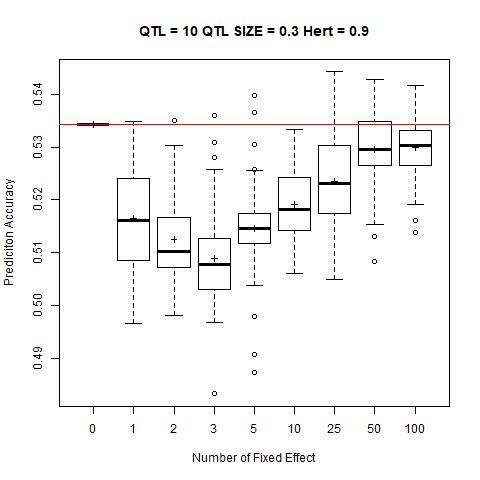 QTL = 10 QTL SIZE = 0.3 Hert = 0.9
Prediciton Accuracy
0.54
0.53
0.52
0.51
0.50
0.49
0 1 2 3 5 10 25 50 100
Number of Fixed Effect